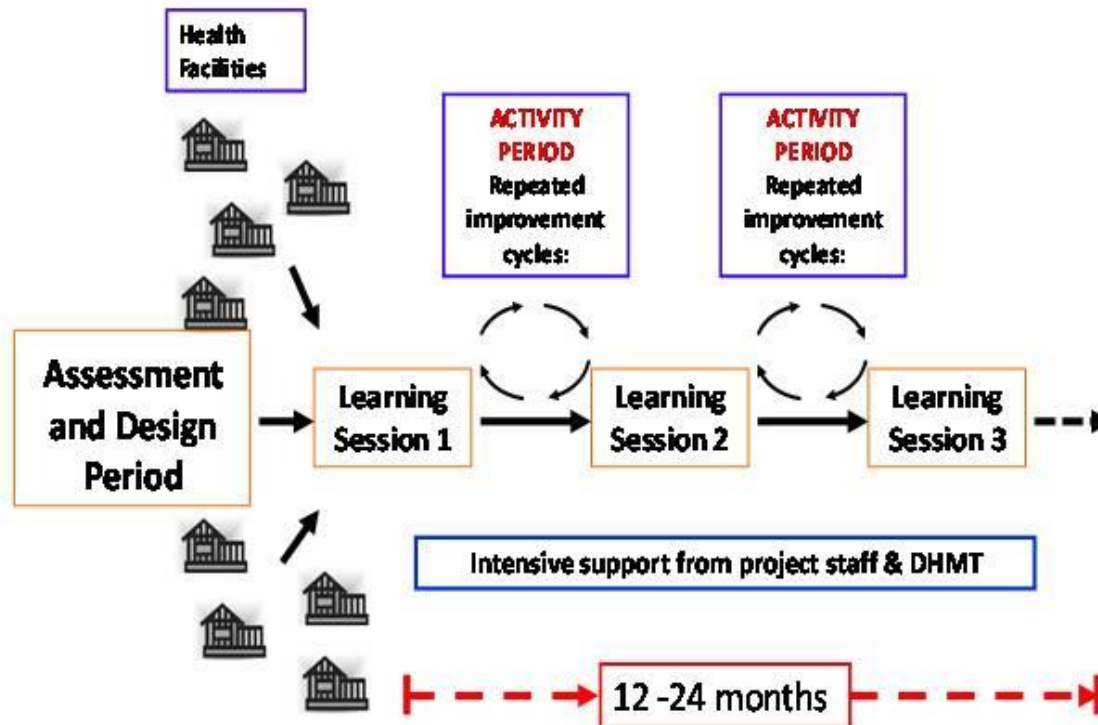 Health
Facilities
ACTIVITY
PERIOD
Repeated
improvement
cycles:
ACTIVITY
PERIOD
Repeated
improvement
cycles:
Assessment
and Design
Period
Learning
Session 1
Learning
Session 2
Learning
Session 3
Intensive support from project staff & DHMT
12 -24 months